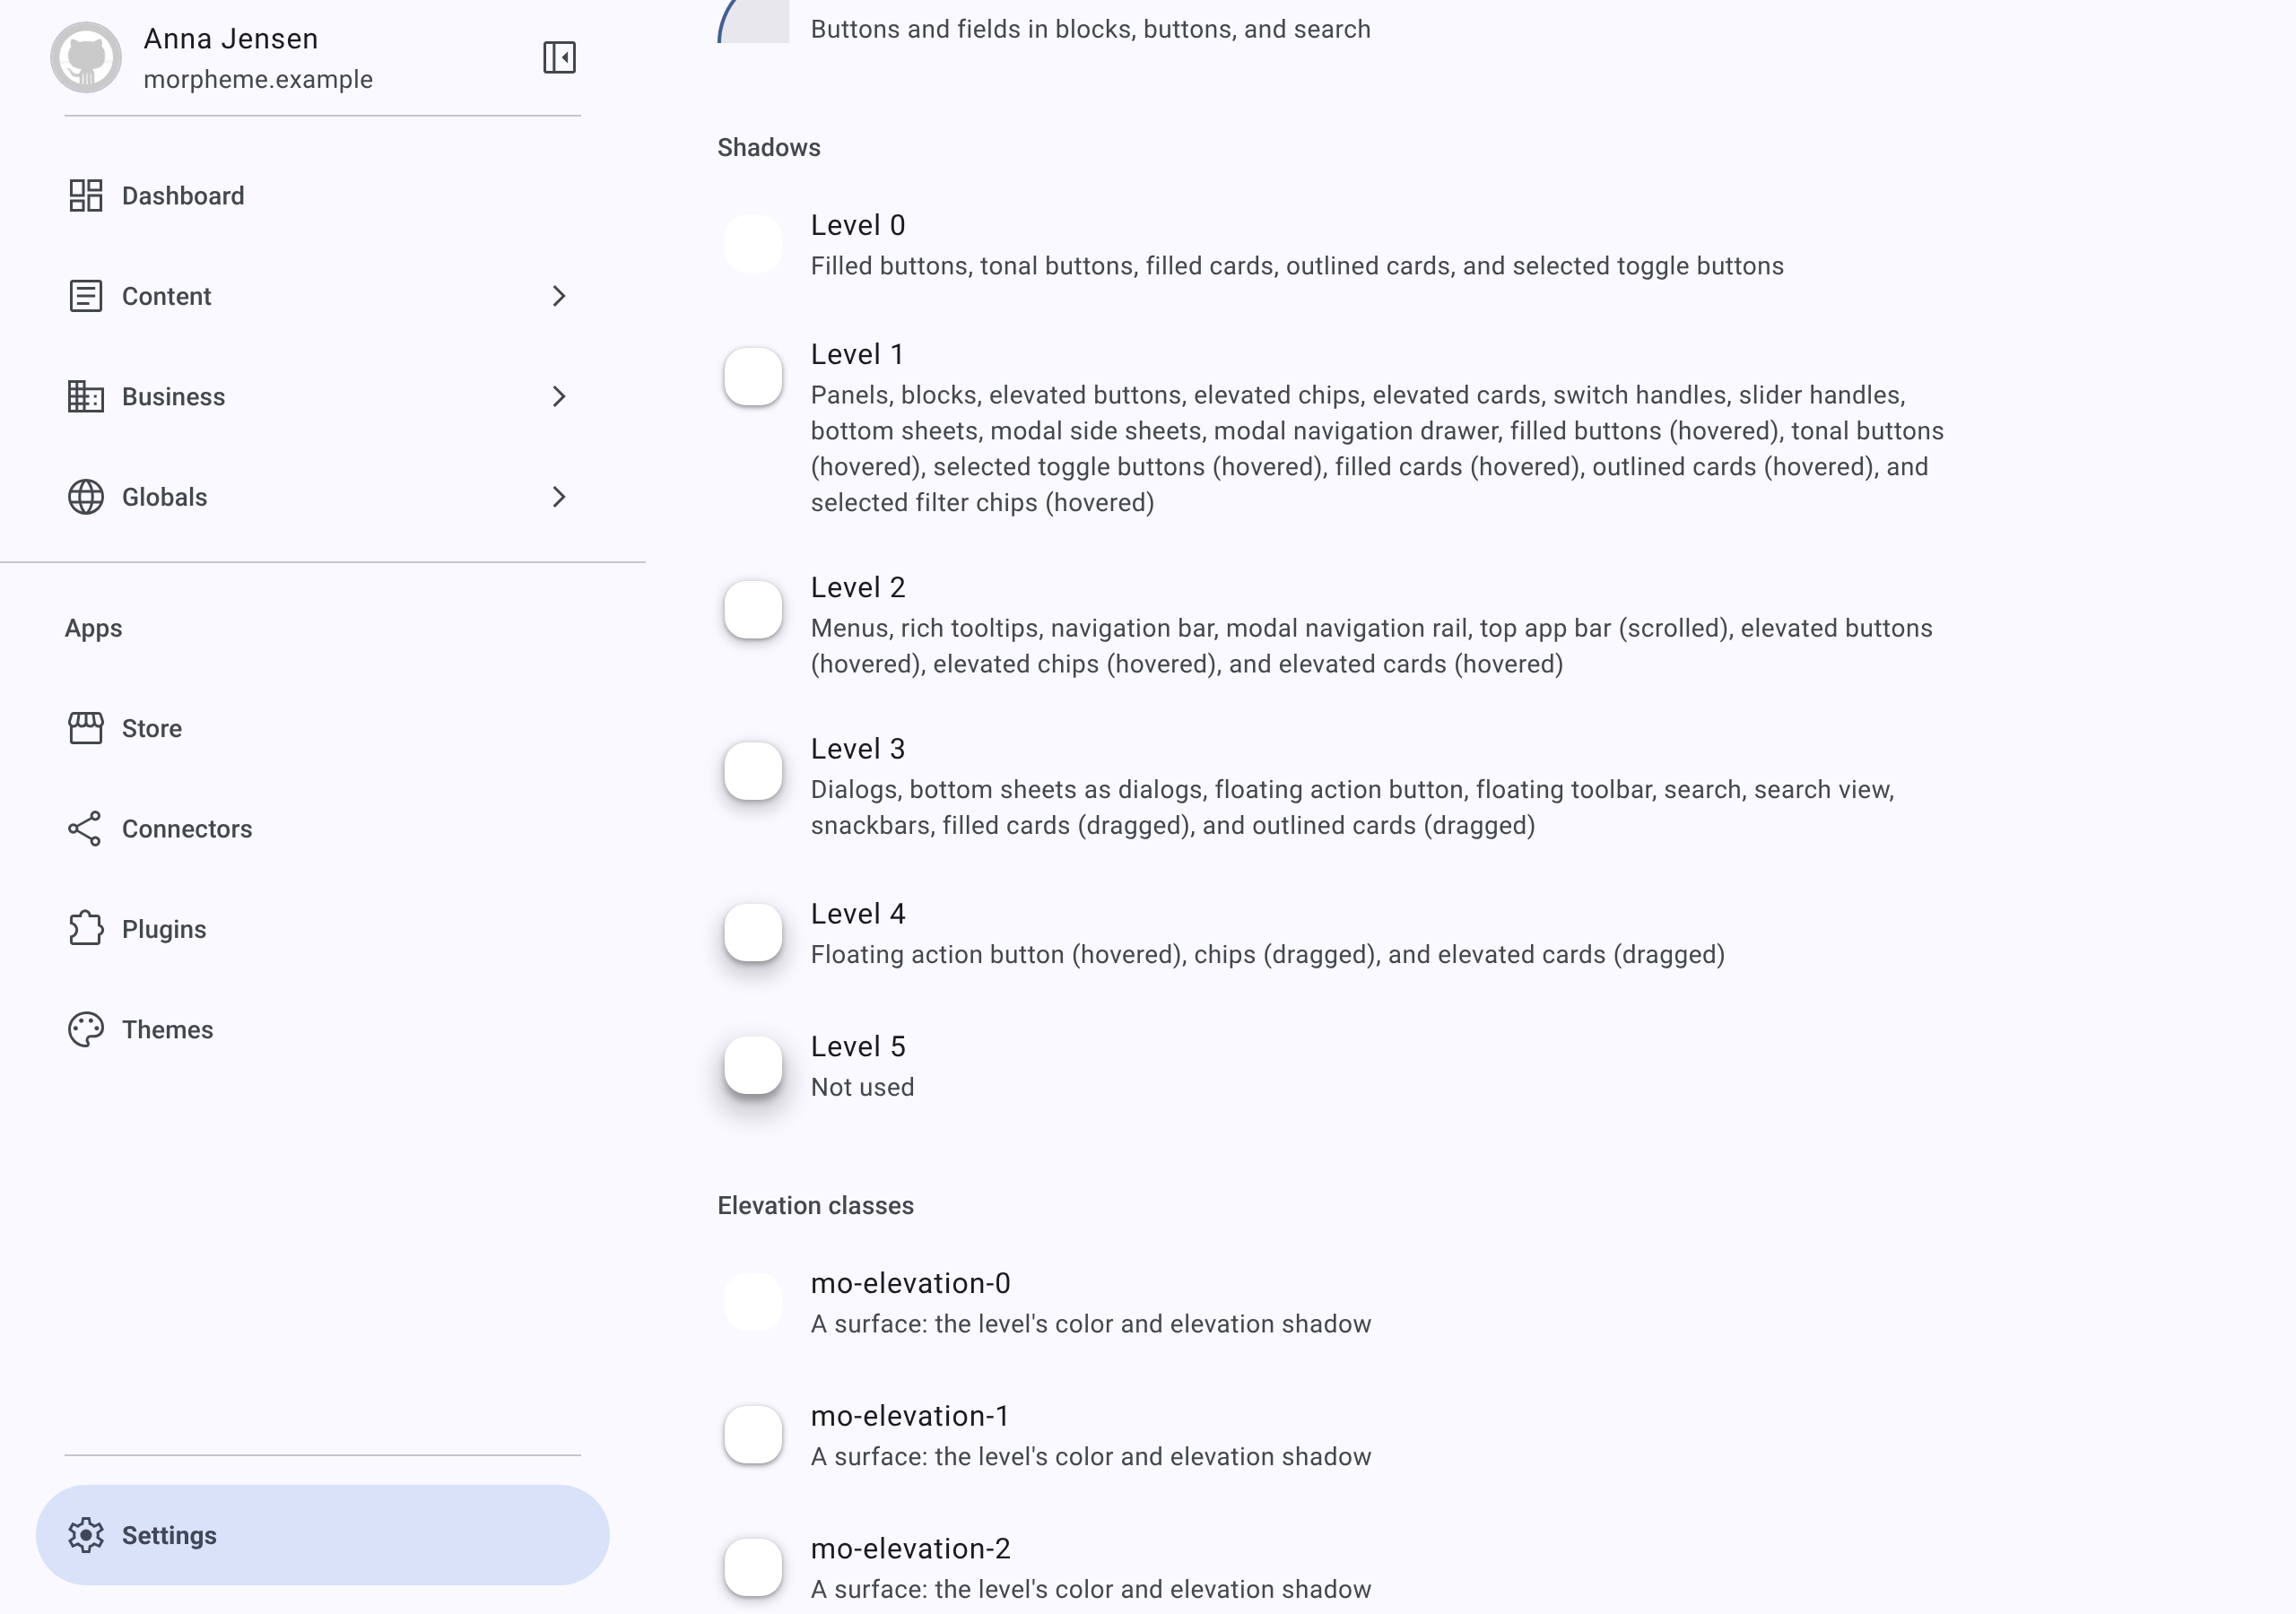 Anna Jensen
morpheme.example
Dashboard
Content
Business
Globals
Apps
Store
Connectors
Plugins
Themes
Settings
Buttons and fields in blocks, buttons, and search
Shadows
Level 0
Filled buttons, tonal buttons, filled cards, outlined cards, and selected toggle buttons
Level 1
Panels, blocks, elevated buttons, elevated chips, elevated cards, switch handles, slider handles,
bottom sheets, modal side sheets, modal navigation drawer, filled buttons (hovered), tonal buttons
(hovered), selected toggle buttons (hovered), filled cards (hovered), outlined cards (hovered), and
selected filter chips (hovered)
Level 2
Menus, rich tooltips, navigation bar, modal navigation rail, top app bar (scrolled), elevated buttons
(hovered), elevated chips (hovered), and elevated cards (hovered)
Level 3
Dialogs, bottom sheets as dialogs, floating action button, floating toolbar, search, search view,
snackbars, filled cards (dragged), and outlined cards (dragged)
Level 4
Floating action button (hovered), chips (dragged), and elevated cards (dragged)
Level 5
Not used
Elevation classes
mo-elevation-0
A surface: the level's color and elevation shadow
mo-elevation-1
A surface: the level's color and elevation shadow
mo-elevation-2
A surface: the level's color and elevation shadow